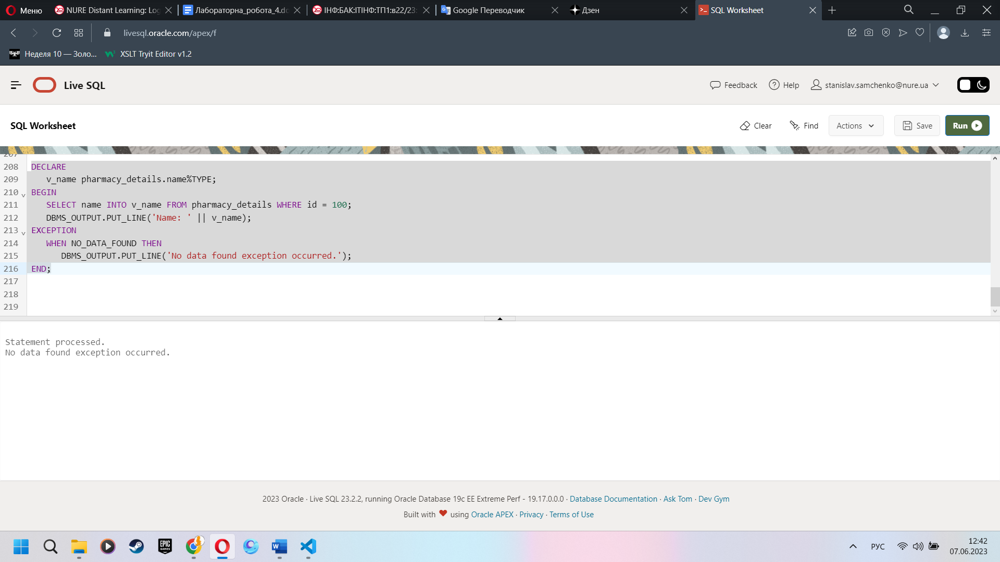 Меню
NURE Distant Learning: Log
Лабораторна_робота_4.do
ІНФ:БАК:ІТІНФ:ТП1:в22/23:
Google Переводчик
Дзен
SQL Worksheet
livesql.oracle.com/apex/f
Неделя 10 — Золо...
XSLT Tryit Editor v1.2
Live SQL
Feedback
Help
stanislav.samchenko@nure.ua
SQL Worksheet
Clear
Find
Actions
Save
Run
207
208 DECLARE
209 v_name pharmacy_details.name%TYPE;
210 BEGIN
211 SELECT name INTO v_name FROM pharmacy_details WHERE id = 100;
212 DBMS_OUTPUT.PUT_LINE('Name: ' || v_name);
213 EXCEPTION
214 WHEN NO_DATA_FOUND THEN
215 DBMS_OUTPUT.PUT_LINE('No data found exception occurred.');
216 END;
217
218
219
Statement processed.
No data found exception occurred.
2023 Oracle · Live SQL 23.2.2, running Oracle Database 19c EE Extreme Perf - 19.17.0.0.0 · Database Documentation · Ask Tom · Dev Gym
Built with ❤ using Oracle APEX · Privacy · Terms of Use
EPIC GAMES
РУС
12:42
07.06.2023